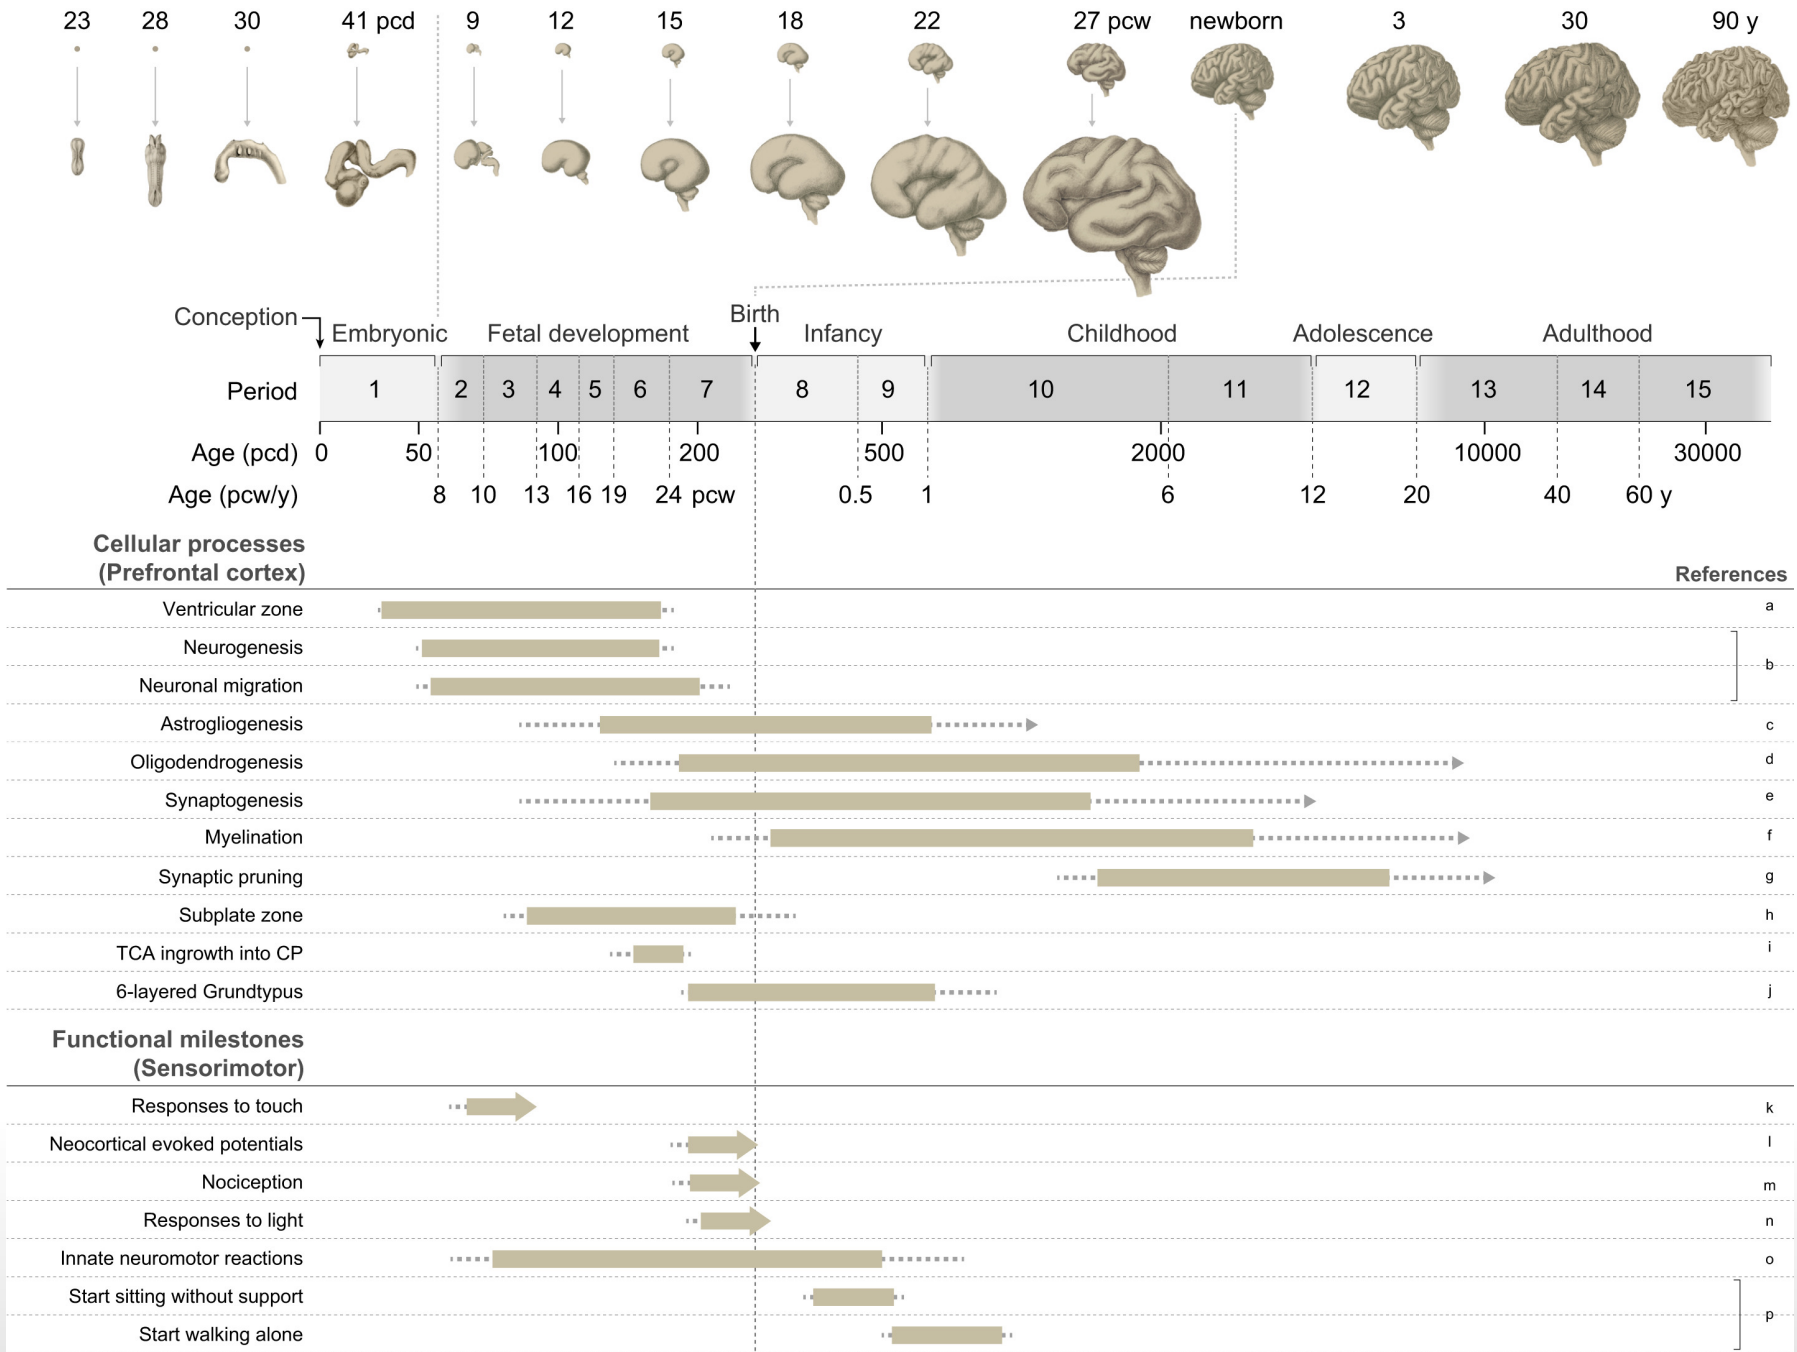 23 28 30 41 pcd 9 12 15 18 22 27 pcw newborn 3 30 90 y
Conception
Birth
Embryonic Fetal development Infancy Childhood Adolescence Adulthood
Period 1 2 3 4 5 6 7 8 9 10 11 12 13 14 15
Age (pcd) 0 50 100 200 500 2000 10000 30000
Age (pcw/y) 8 10 13 16 19 24 pcw 0.5 1 6 12 20 40 60 y
Cellular processes
(Prefrontal cortex)
References
Ventricular zone a
Neurogenesis
b
Neuronal migration
Astrogliogenesis c
Oligodendrogenesis d
Synaptogenesis e
Myelination f
Synaptic pruning g
Subplate zone h
TCA ingrowth into CP i
6-layered Grundtypus j
Functional milestones
(Sensorimotor)
Responses to touch k
Neocortical evoked potentials l
Nociception m
Responses to light n
Innate neuromotor reactions o
Start sitting without support
p
Start walking alone